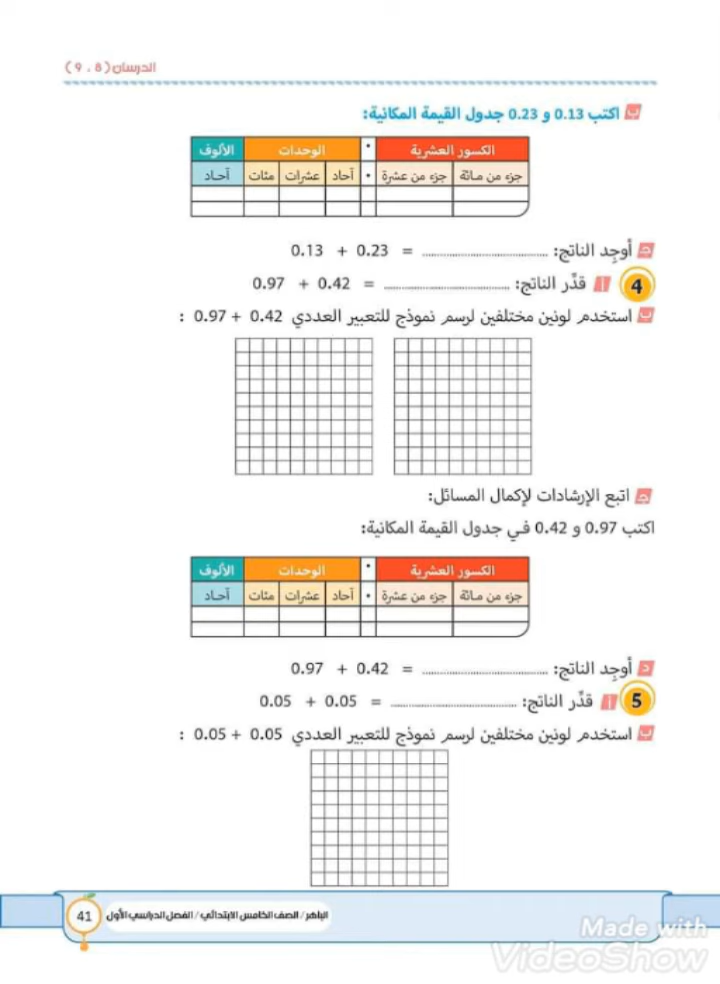 الدرسان ( 8 ، 9 )
ب اكتب 0.13 و 0.23 جدول القيمة المكانية:
الألوف الوحدات • الكسور العشرية
آحاد مئات عشرات آحاد • جزء من عشرة جزء من مائة
ج أوجد الناتج: ........................ = 0.13 + 0.23
4 أ قدِّر الناتج: ........................ = 0.97 + 0.42
ب استخدم لونين مختلفين لرسم نموذج للتعبير العددي 0.42 + 0.97 :
ج اتبع الإرشادات لإكمال المسائل:
اكتب 0.97 و 0.42 في جدول القيمة المكانية:
الألوف الوحدات • الكسور العشرية
آحاد مئات عشرات آحاد • جزء من عشرة جزء من مائة
د أوجد الناتج: ........................ = 0.97 + 0.42
5 أ قدِّر الناتج: ........................ = 0.05 + 0.05
ب استخدم لونين مختلفين لرسم نموذج للتعبير العددي 0.05 + 0.05 :
الباهر / الصف الخامس الابتدائي / الفصل الدراسي الأول 41
Made with
VideoShow